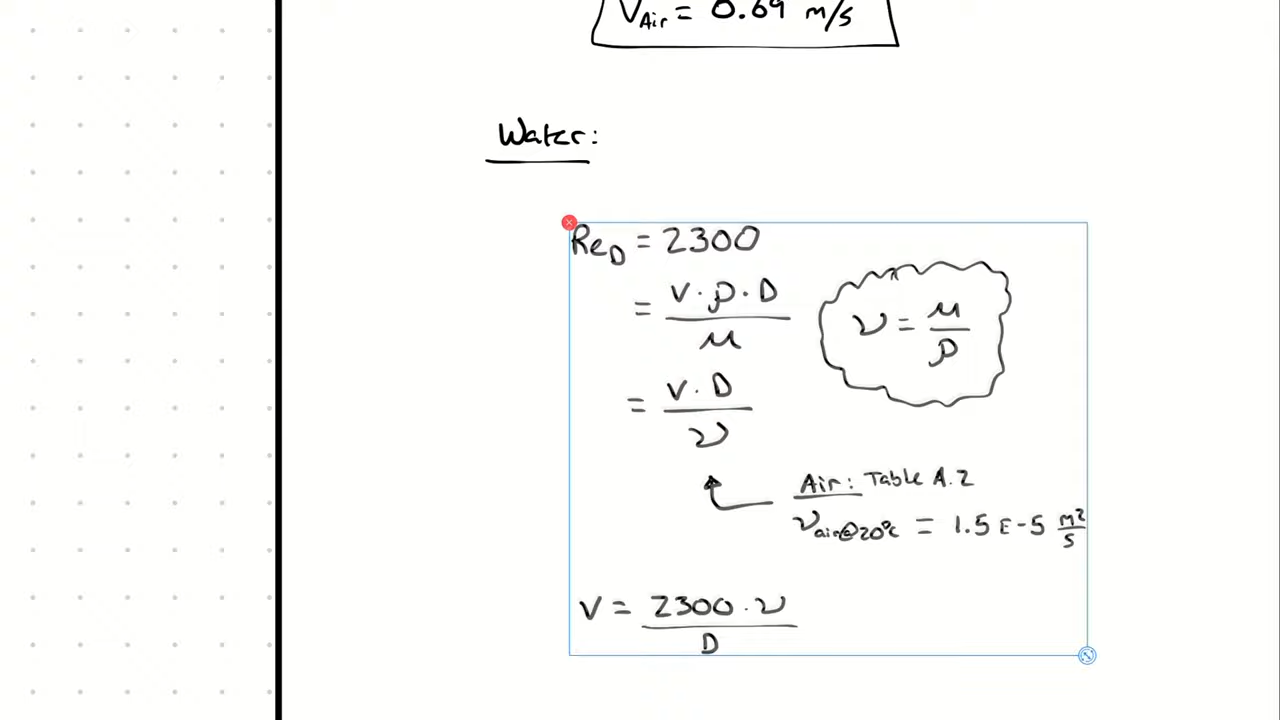 V_Air = 0.69 m/s
Water:
Re_D = 2300
= V · ρ · D / μ
ν = μ / ρ
= V · D / ν
Air: Table A.2
ν_air@20°C = 1.5 E-5 m²/s
V = 2300 · ν / D